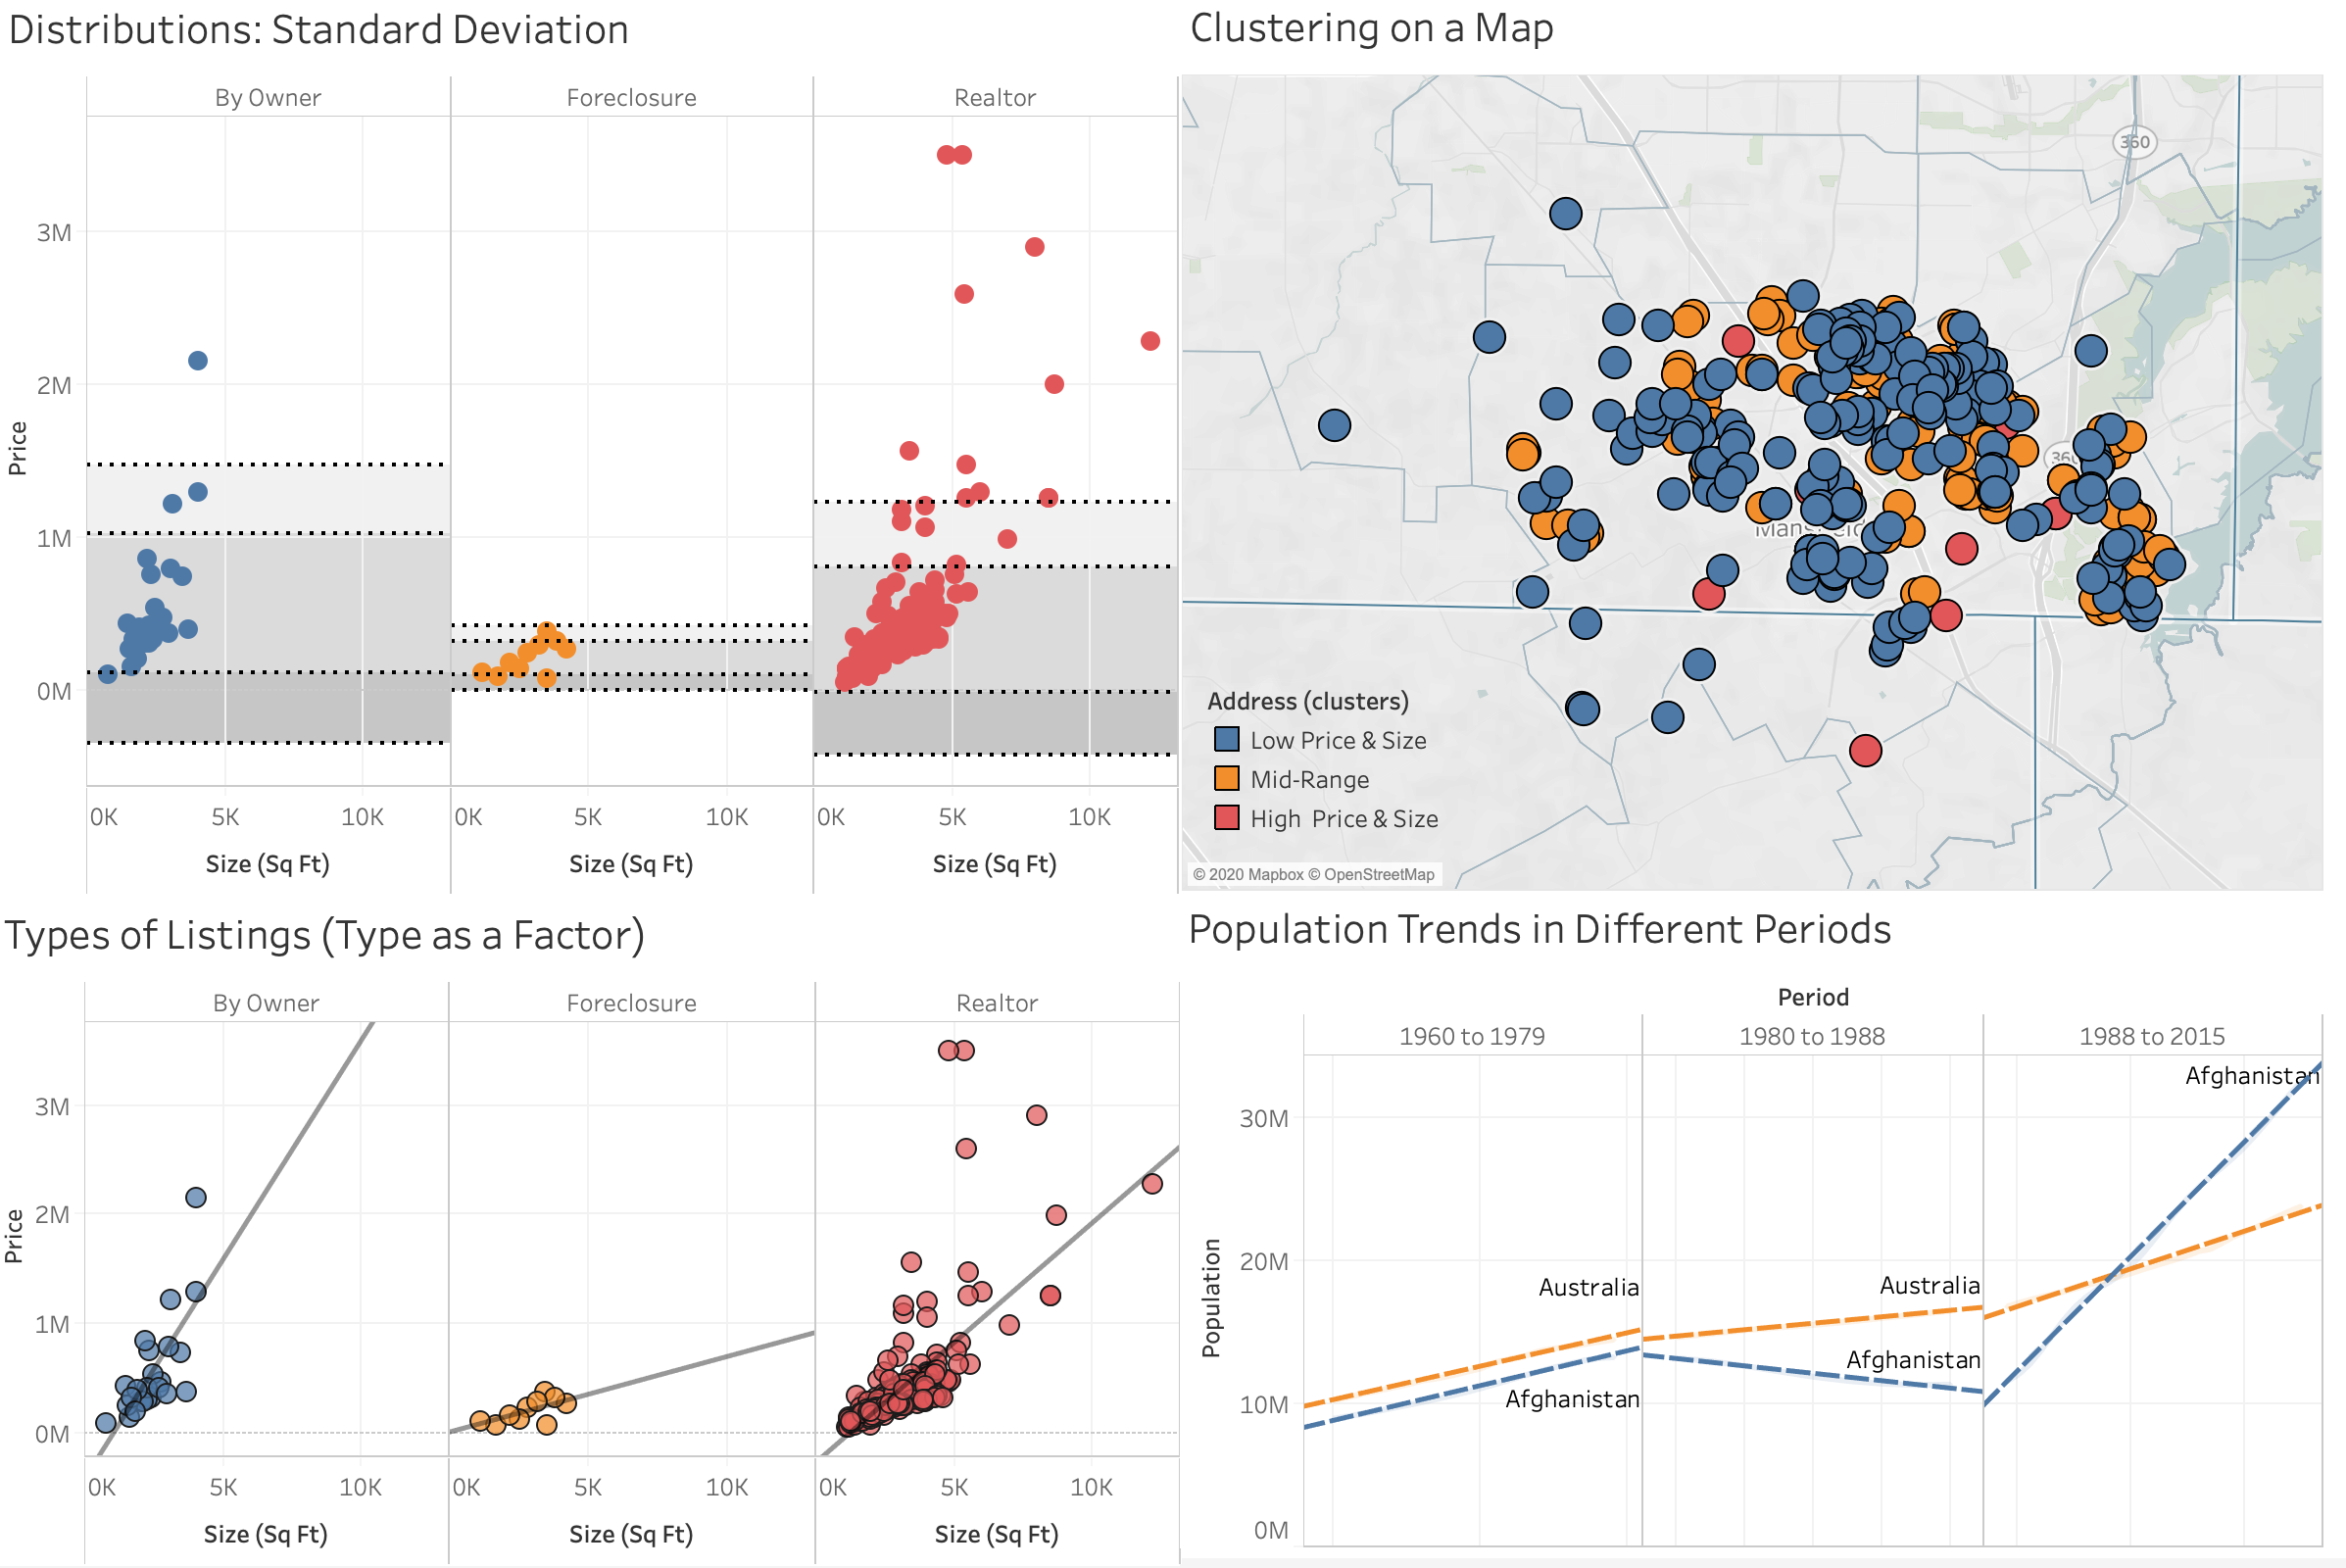 Distributions: Standard Deviation
By Owner
Foreclosure
Realtor
Price
3M
2M
1M
0M
0K 5K 10K
0K 5K 10K
0K 5K 10K
Size (Sq Ft)
Size (Sq Ft)
Size (Sq Ft)
Clustering on a Map
360
360
Mansfield
Address (clusters)
Low Price & Size
Mid-Range
High Price & Size
© 2020 Mapbox © OpenStreetMap
Types of Listings (Type as a Factor)
By Owner
Foreclosure
Realtor
Price
3M
2M
1M
0M
0K 5K 10K
0K 5K 10K
0K 5K 10K
Size (Sq Ft)
Size (Sq Ft)
Size (Sq Ft)
Population Trends in Different Periods
Period
1960 to 1979
1980 to 1988
1988 to 2015
Population
30M
20M
10M
0M
Australia
Afghanistan
Australia
Afghanistan
Afghanistan